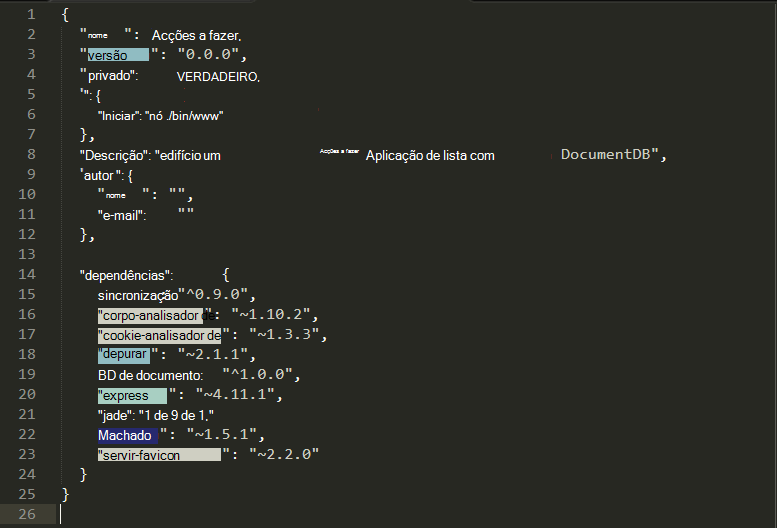 1 {
2 "nome ": Acções a fazer,
3 "versão ": "0.0.0",
4 "privado": VERDADEIRO,
5 '": {
6 "Iniciar": "nó ./bin/www"
7 },
8 "Descrição": "edifício um Acções a fazer Aplicação de lista com DocumentDB",
9 'autor ": {
10 "nome ": "",
11 "e-mail": ""
12 },
13
14 "dependências": {
15 sincronização "^0.9.0",
16 "corpo-analisador de ": "~1.10.2",
17 "cookie-analisador de ": "~1.3.3",
18 "depurar ": "~2.1.1",
19 BD de documento: "^1.0.0",
20 "express ": "~4.11.1",
21 "jade": "1 de 9 de 1,"
22 Machado ": "~1.5.1",
23 "servir-favicon ": "~2.2.0"
24 }
25 }
26